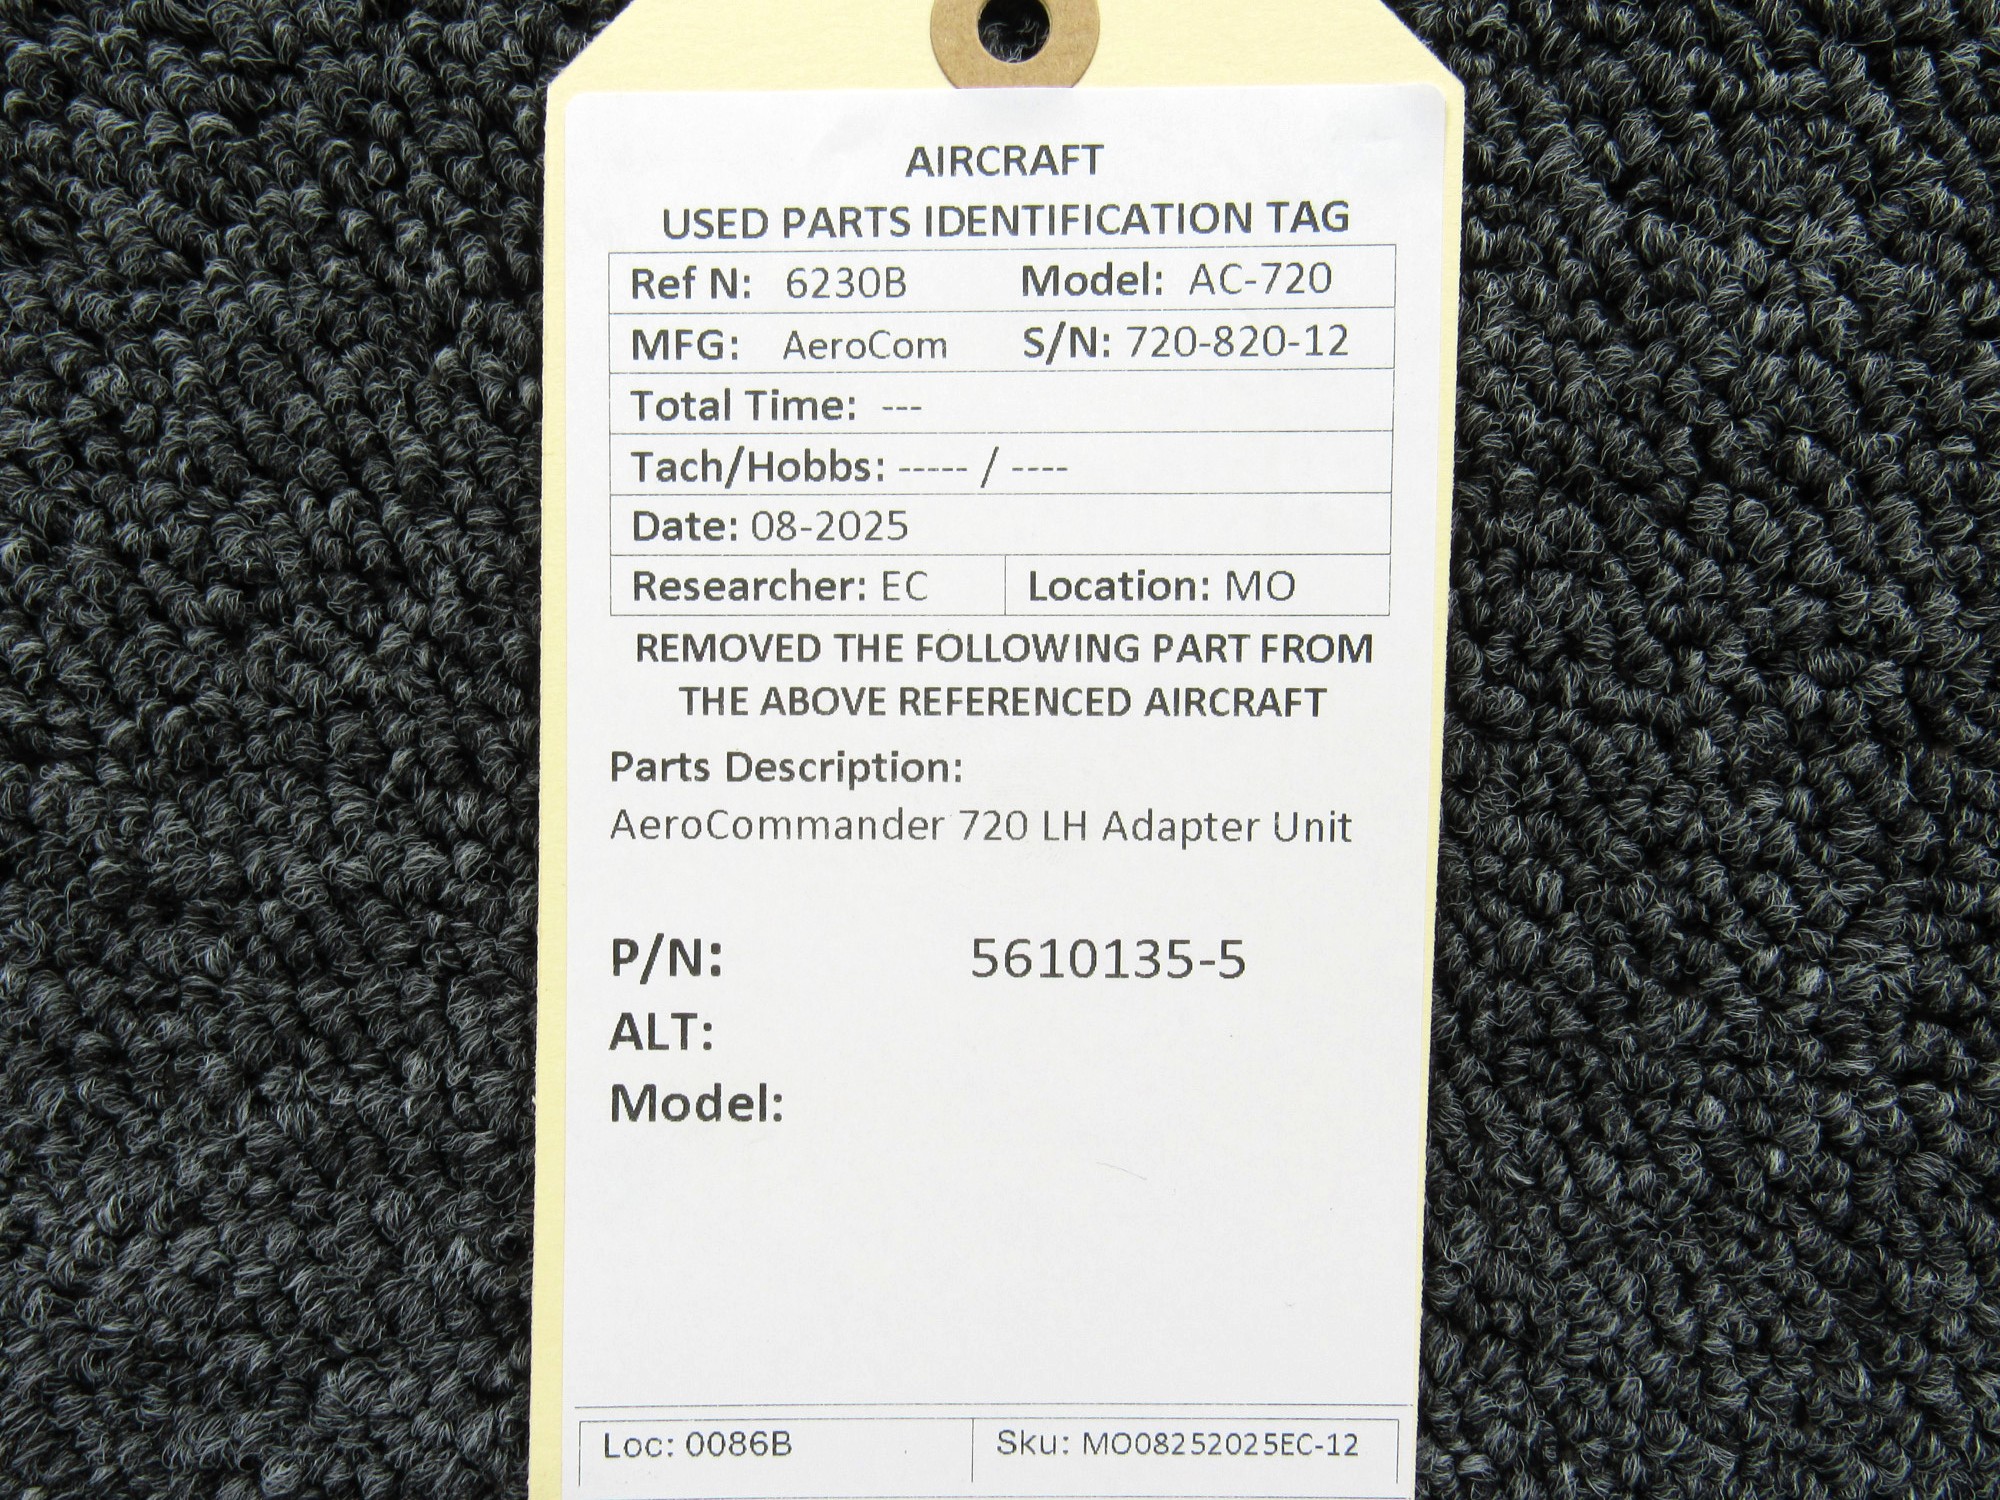 AIRCRAFT
USED PARTS IDENTIFICATION TAG
Ref N: 6230B Model: AC-720
MFG: AeroCom S/N: 720-820-12
Total Time: ---
Tach/Hobbs: ----- / ----
Date: 08-2025
Researcher: EC Location: MO
REMOVED THE FOLLOWING PART FROM
THE ABOVE REFERENCED AIRCRAFT
Parts Description:
AeroCommander 720 LH Adapter Unit
P/N: 5610135-5
ALT:
Model:
Loc: 0086B Sku: MO08252025EC-12